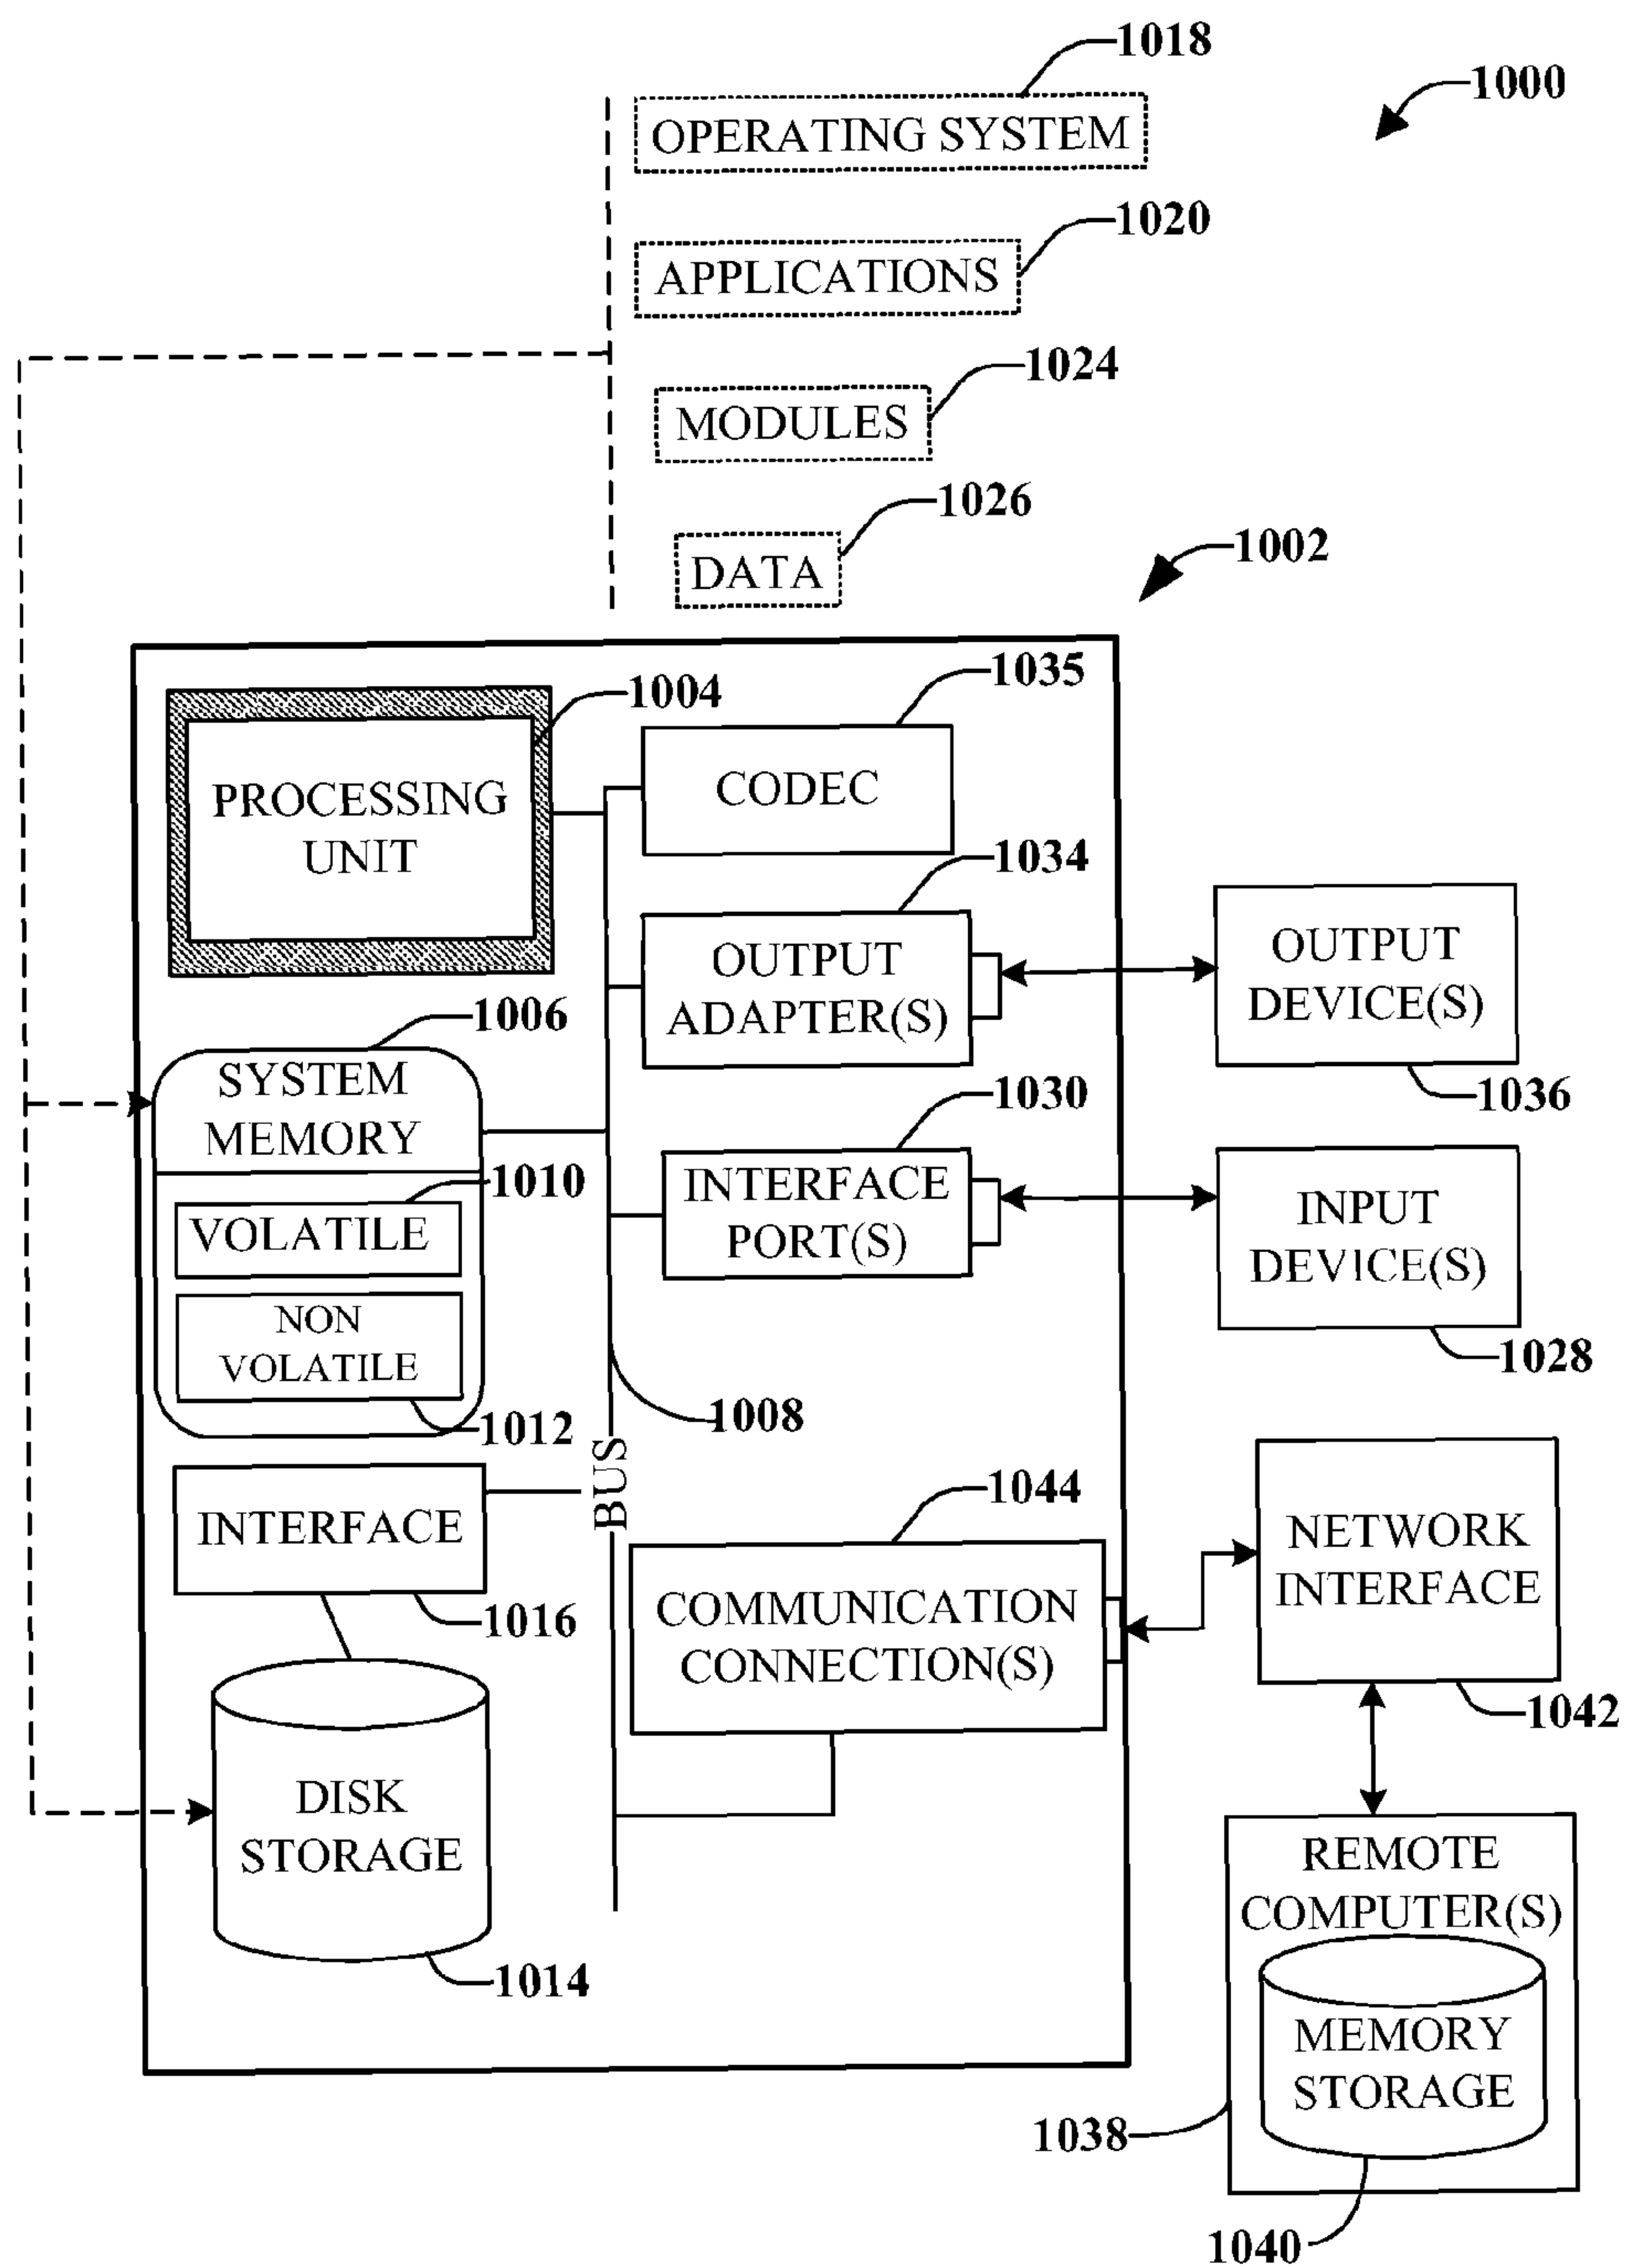 1018
1000
OPERATING SYSTEM
1020
APPLICATIONS
1024
MODULES
1026
DATA
1002
1035
1004
CODEC
PROCESSING
UNIT
1034
OUTPUT
ADAPTER(S)
OUTPUT
DEVICE(S)
1036
1006
SYSTEM
MEMORY
1030
INTERFACE
PORT(S)
INPUT
DEVICE(S)
1028
1010
VOLATILE
NON
VOLATILE
1012
1008
BUS
INTERFACE
1016
1044
COMMUNICATION
CONNECTION(S)
NETWORK
INTERFACE
1042
DISK
STORAGE
1014
REMOTE
COMPUTER(S)
MEMORY
STORAGE
1038
1040